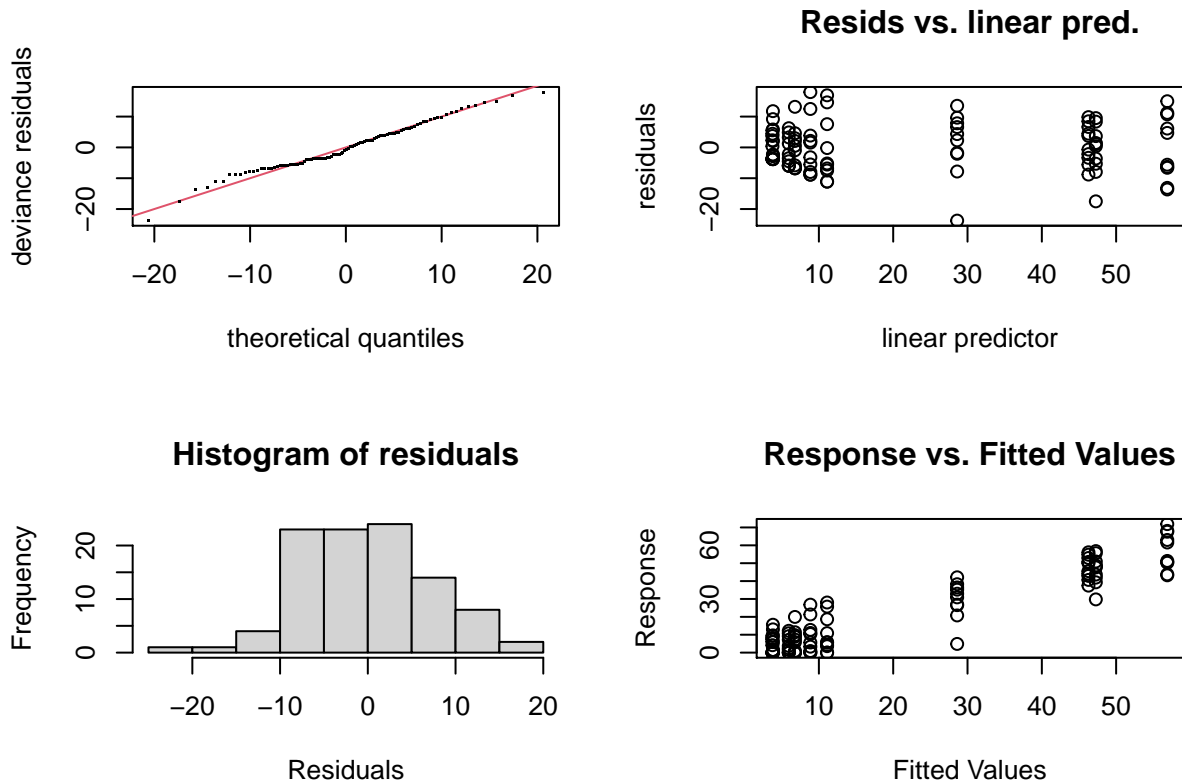 deviance residuals
−20
0
−20
−10
0
10
20
theoretical quantiles
Resids vs. linear pred.
residuals
−20
0
10
20
30
40
50
linear predictor
Histogram of residuals
Frequency
0
10
20
−20
−10
0
10
20
Residuals
Response vs. Fitted Values
Response
0
30
60
10
20
30
40
50
Fitted Values